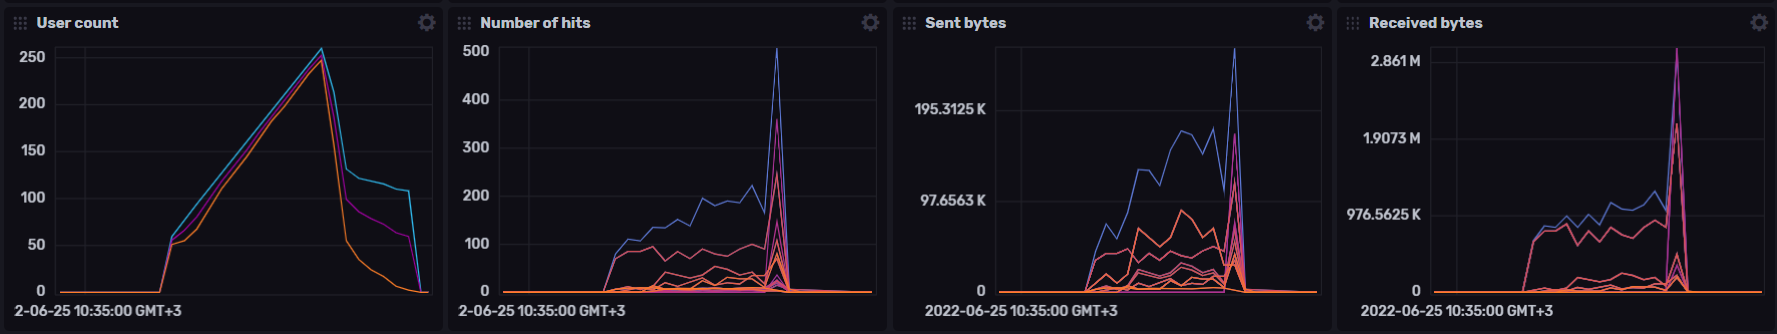 User count
250
200
150
100
50
0
2-06-25 10:35:00 GMT+3
Number of hits
500
400
300
200
100
0
2-06-25 10:35:00 GMT+3
Sent bytes
195.3125 K
97.6563 K
0
2022-06-25 10:35:00 GMT+3
Received bytes
2.861 M
1.9073 M
976.5625 K
0
2022-06-25 10:35:00 GMT+3